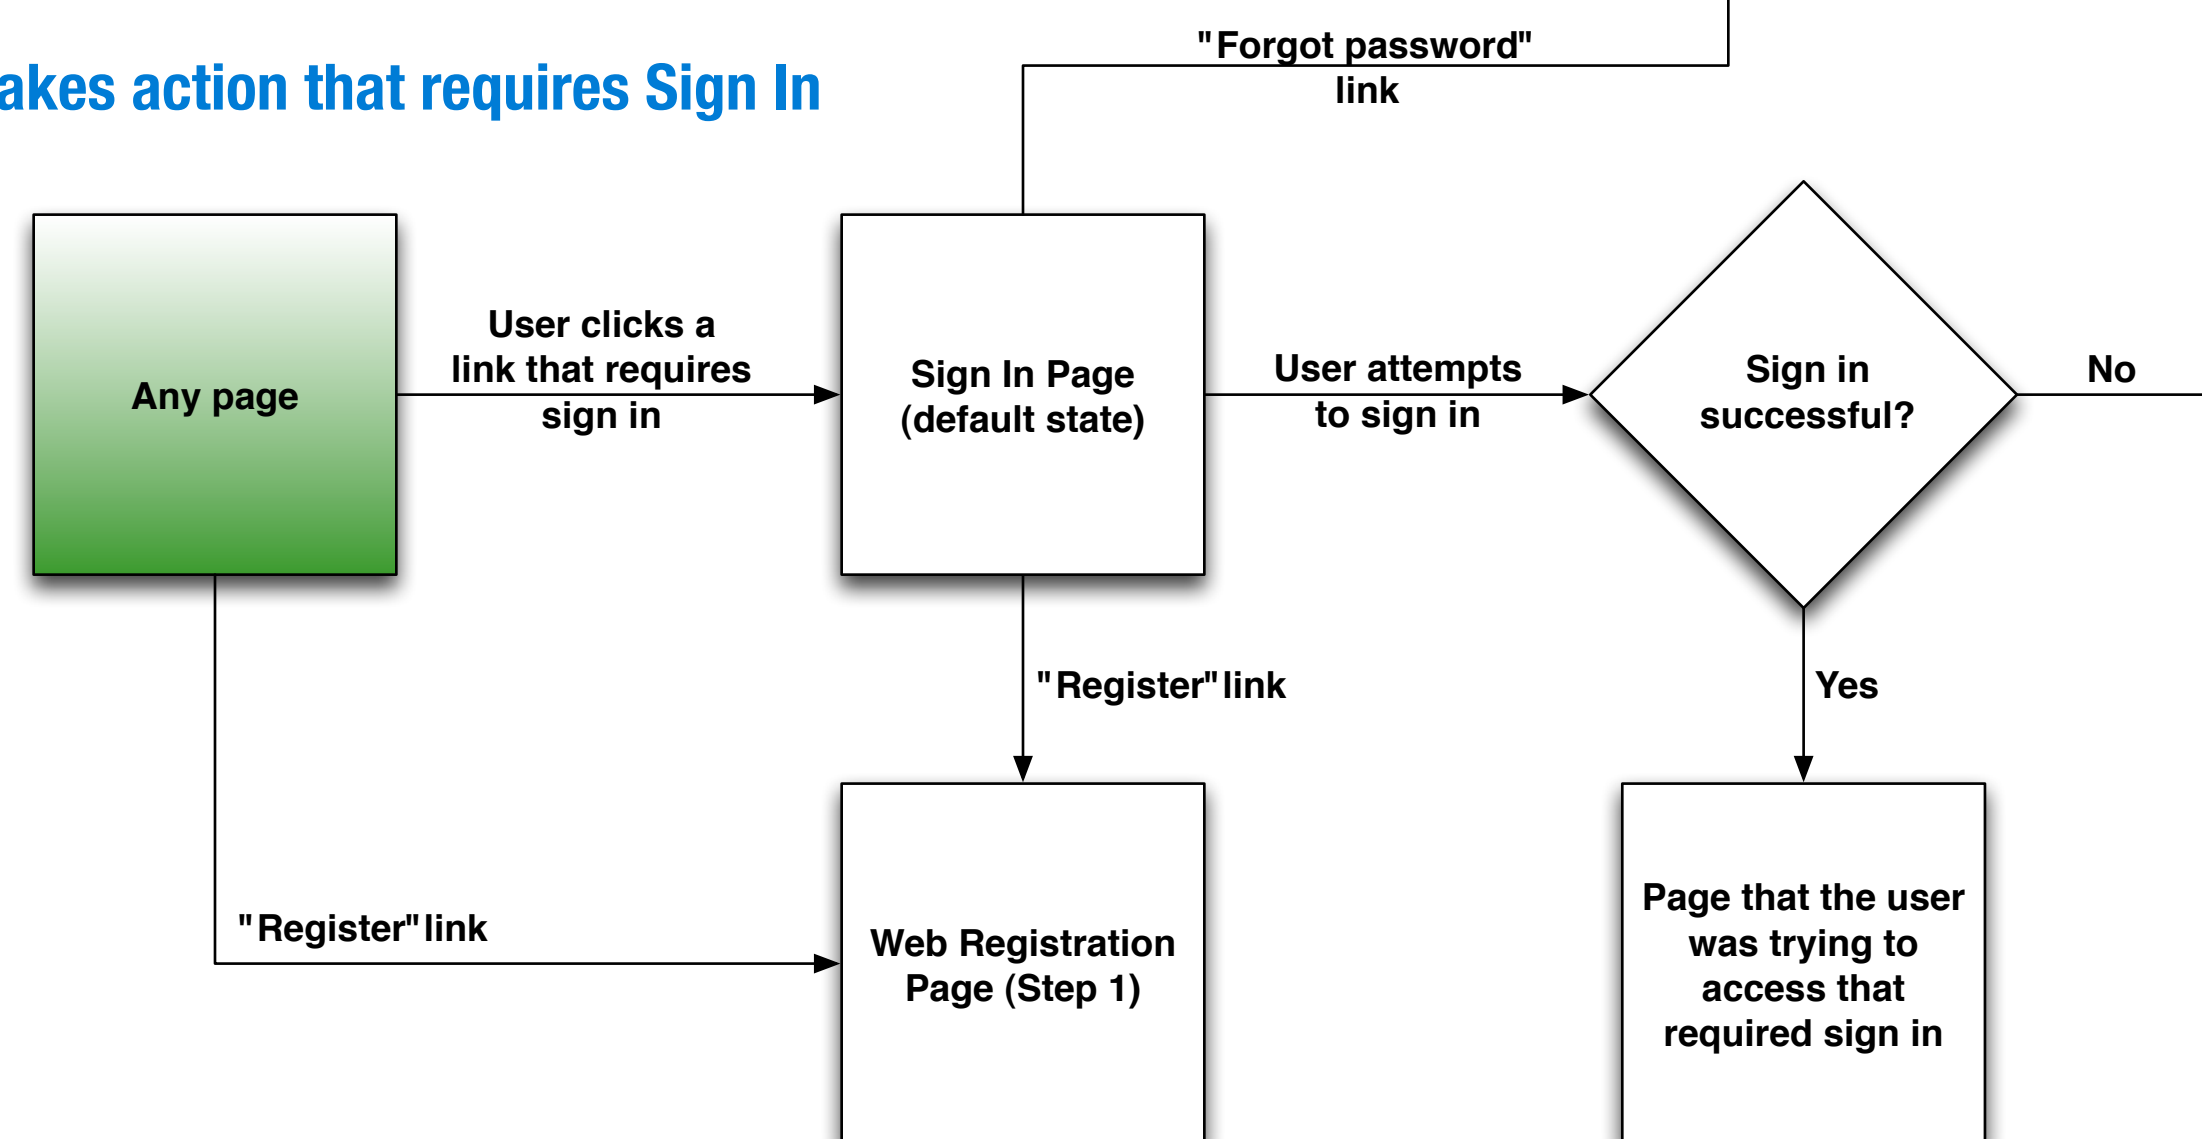 "Forgot password"
link
akes action that requires Sign In
Any page
User clicks a
link that requires
sign in
Sign In Page
(default state)
User attempts
to sign in
Sign in
successful?
No
"Register" link
Yes
"Register" link
Web Registration
Page (Step 1)
Page that the user
was trying to
access that
required sign in